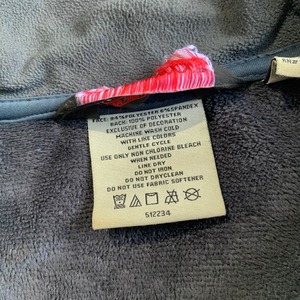 FACE: 94% POLYESTER 6% SPANDEX
BACK: 100% POLYESTER
EXCLUSIVE OF DECORATION
MACHINE WASH COLD
WITH LIKE COLORS
GENTLE CYCLE
USE ONLY NON CHLORINE BLEACH
WHEN NEEDED
LINE DRY
DO NOT IRON
DO NOT DRYCLEAN
DO NOT USE FABRIC SOFTENER
512234